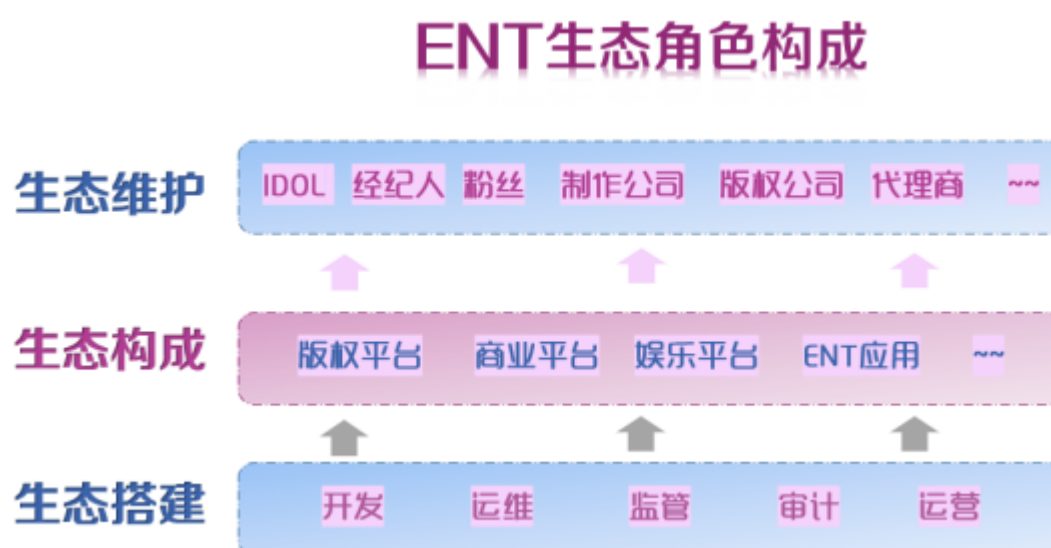 ENT生态角色构成
生态维护 IDOL 经纪人 粉丝 制作公司 版权公司 代理商 ~~
生态构成 版权平台 商业平台 娱乐平台 ENT应用 ~~
生态搭建 开发 运维 监管 审计 运营